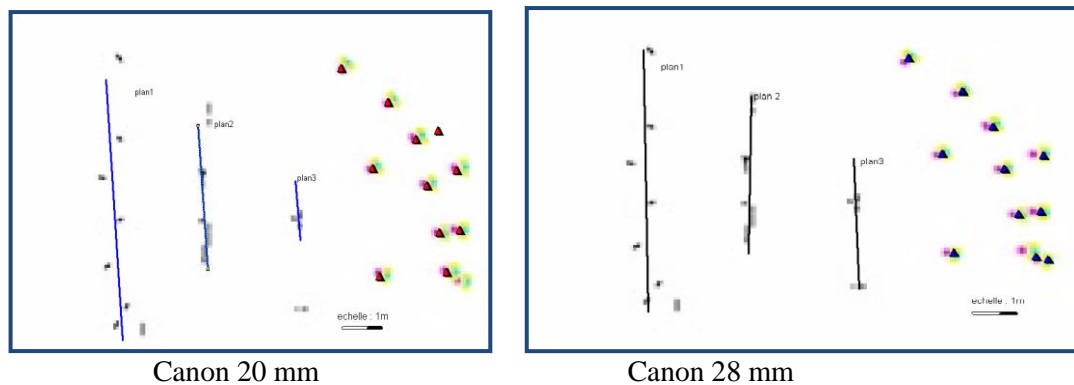 plan1
plan2
plan3
echelle : 1m
plan1
plan 2
plan3
echelle : 1m
Canon 20 mm
Canon 28 mm